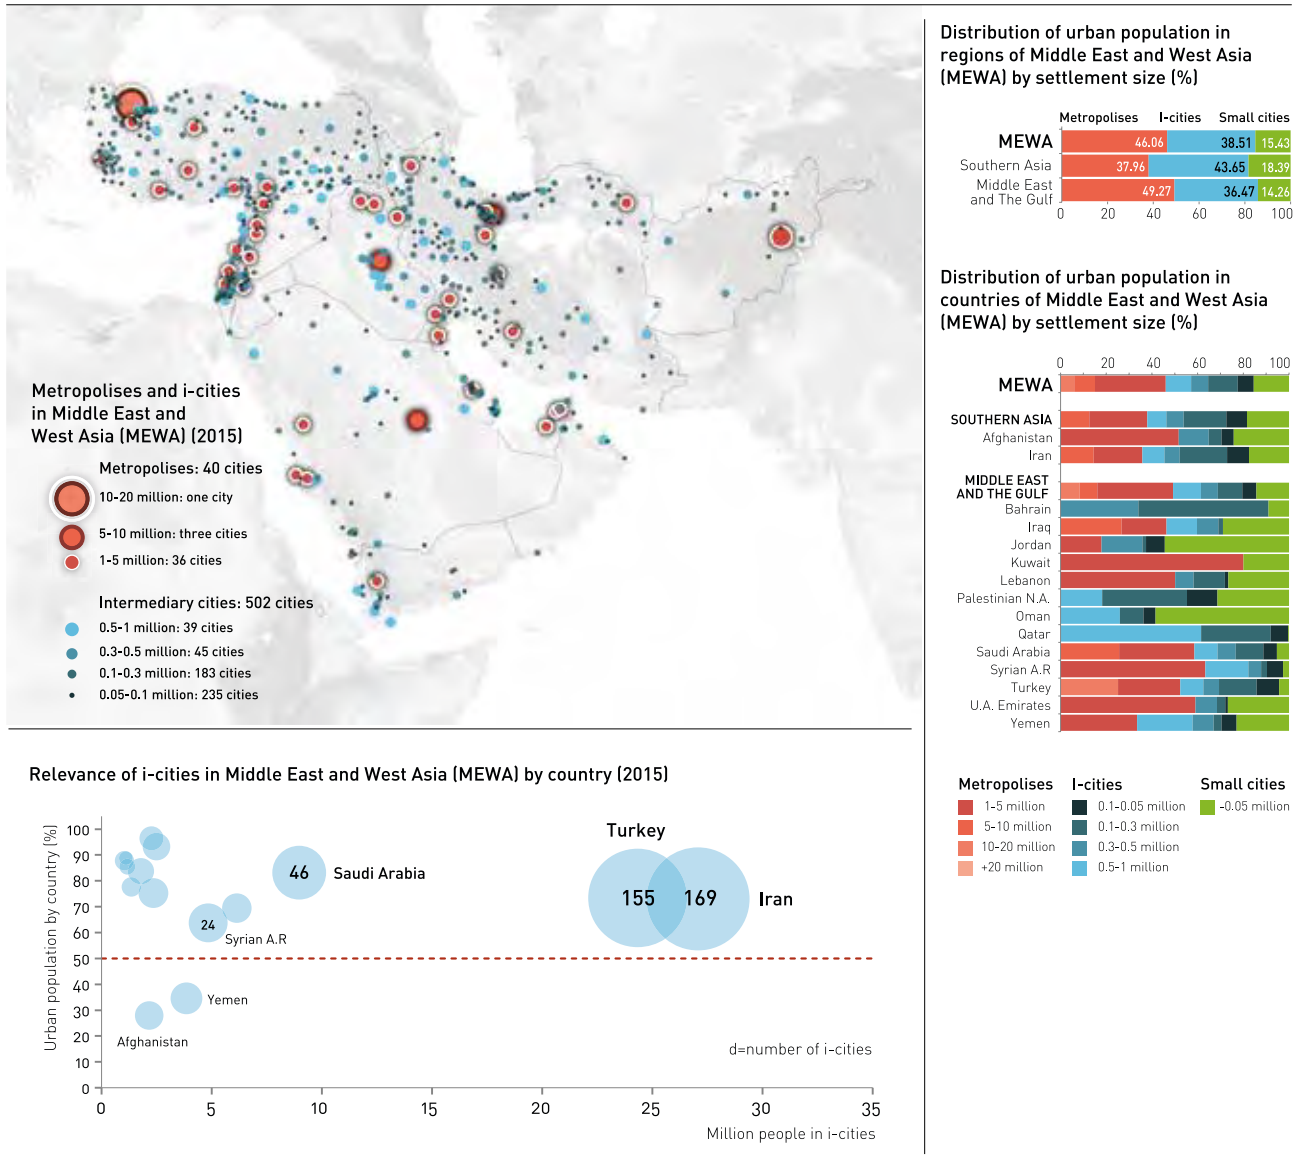 Metropolises and i-cities
in Middle East and
West Asia (MEWA) (2015)
Metropolises: 40 cities
10-20 million: one city
5-10 million: three cities
1-5 million: 36 cities
Intermediary cities: 502 cities
0.5-1 million: 39 cities
0.3-0.5 million: 45 cities
0.1-0.3 million: 183 cities
0.05-0.1 million: 235 cities
Distribution of urban population in
regions of Middle East and West Asia
(MEWA) by settlement size (%)
Metropolises I-cities Small cities
MEWA 46.06 38.51 15.43
Southern Asia 37.96 43.65 18.39
Middle East
and The Gulf 49.27 36.47 14.26
0 20 40 60 80 100
Distribution of urban population in
countries of Middle East and West Asia
(MEWA) by settlement size (%)
0 20 40 60 80 100
MEWA
SOUTHERN ASIA
Afghanistan
Iran
MIDDLE EAST
AND THE GULF
Bahrain
Iraq
Jordan
Kuwait
Lebanon
Palestinian N.A.
Oman
Qatar
Saudi Arabia
Syrian A.R
Turkey
U.A. Emirates
Yemen
Metropolises I-cities Small cities
1-5 million 0.1-0.05 million -0.05 million
5-10 million 0.1-0.3 million
10-20 million 0.3-0.5 million
+20 million 0.5-1 million
Relevance of i-cities in Middle East and West Asia (MEWA) by country (2015)
Urban population by country (%)
100
90
80
70
60
50
40
30
20
10
0
Turkey
46 Saudi Arabia
155 169 Iran
24
Syrian A.R
Yemen
Afghanistan
d=number of i-cities
0 5 10 15 20 25 30 35
Million people in i-cities